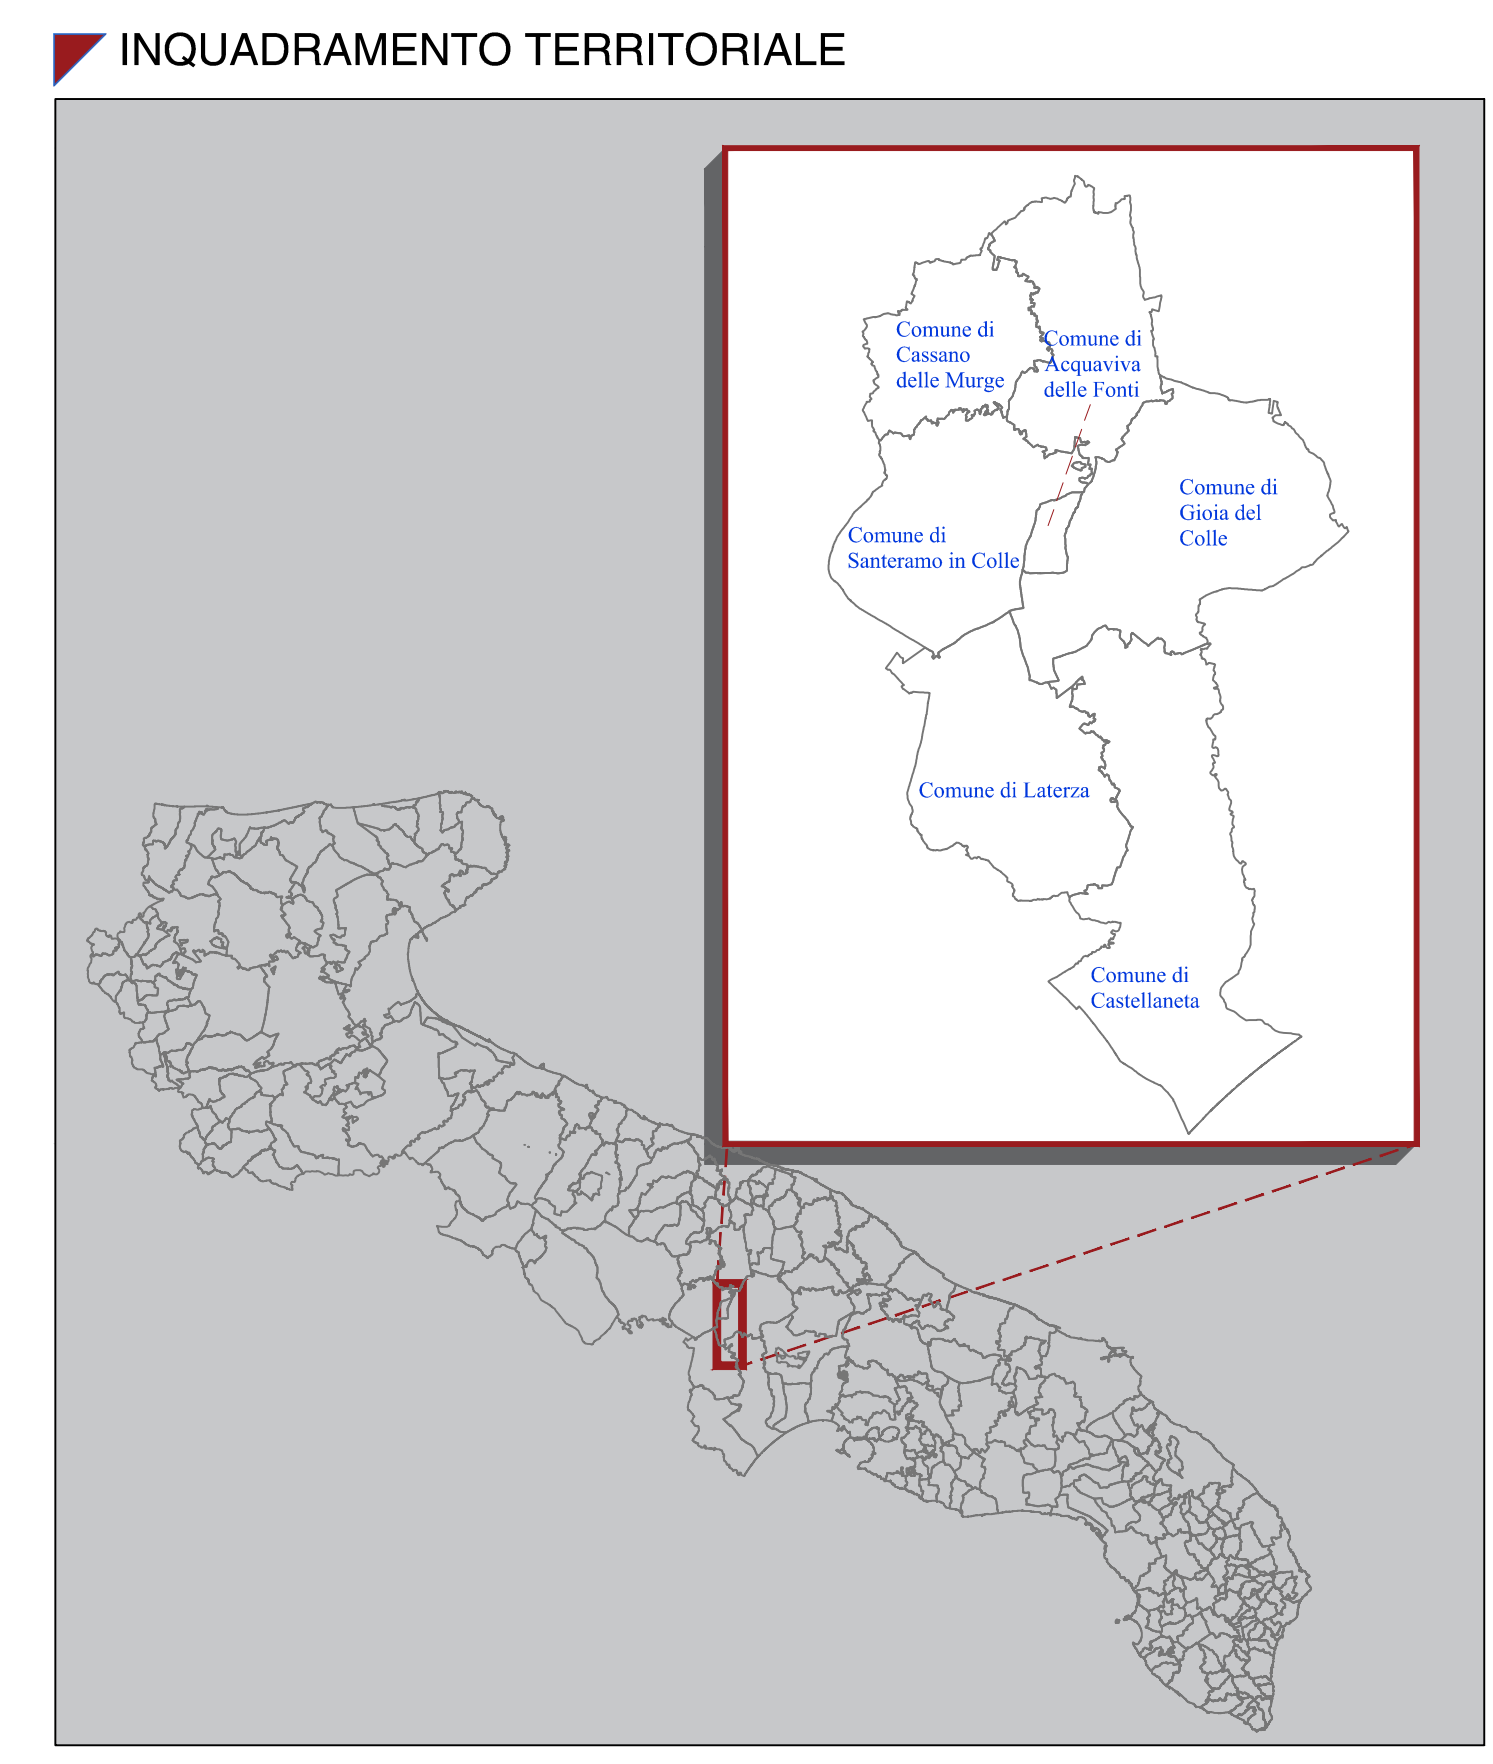 INQUADRAMENTO TERRITORIALE
Comune di
Cassano
delle Murge
Comune di
Acquaviva
delle Fonti
Comune di
Gioia del
Colle
Comune di
Santeramo in Colle
Comune di Laterza
Comune di
Castellaneta